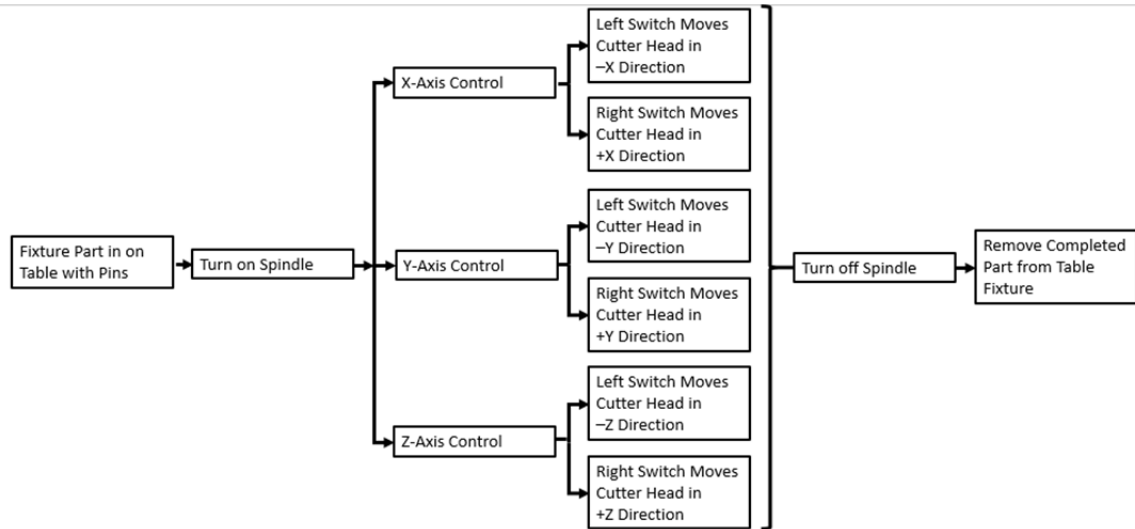 Fixture Part in on
Table with Pins
Turn on Spindle
X-Axis Control
Left Switch Moves
Cutter Head in
–X Direction
Right Switch Moves
Cutter Head in
+X Direction
Y-Axis Control
Left Switch Moves
Cutter Head in
–Y Direction
Right Switch Moves
Cutter Head in
+Y Direction
Z-Axis Control
Left Switch Moves
Cutter Head in
–Z Direction
Right Switch Moves
Cutter Head in
+Z Direction
Turn off Spindle
Remove Completed
Part from Table
Fixture